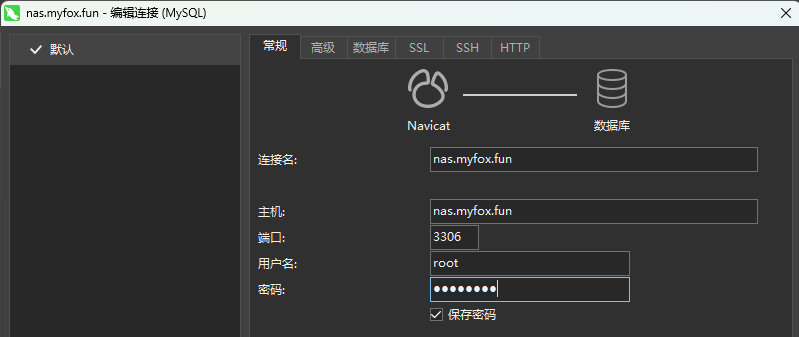 nas.myfox.fun - 编辑连接 (MySQL)
默认
常规 高级 数据库 SSL SSH HTTP
Navicat 数据库
连接名: nas.myfox.fun
主机: nas.myfox.fun
端口: 3306
用户名: root
密码: ●●●●●●●●
保存密码